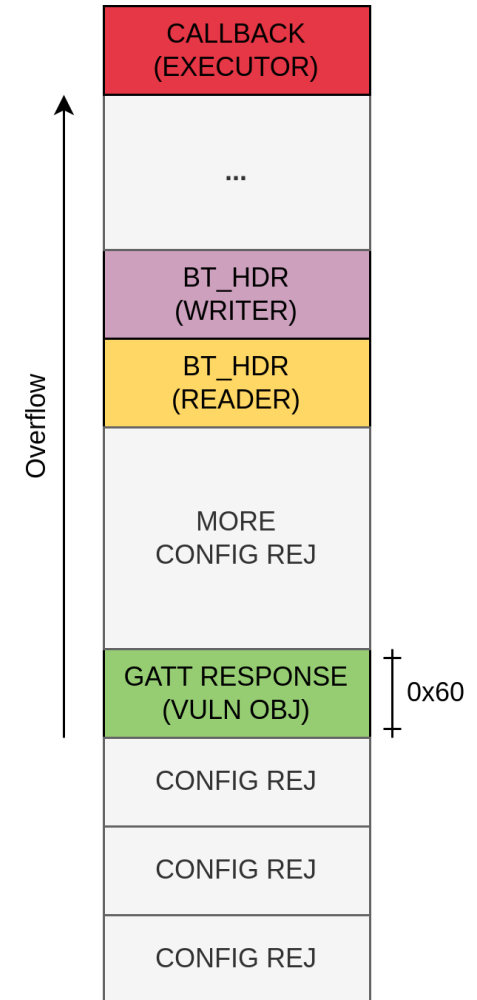 CALLBACK
(EXECUTOR)
...
BT_HDR
(WRITER)
BT_HDR
(READER)
Overflow
MORE
CONFIG REJ
GATT RESPONSE
(VULN OBJ)
0x60
CONFIG REJ
CONFIG REJ
CONFIG REJ